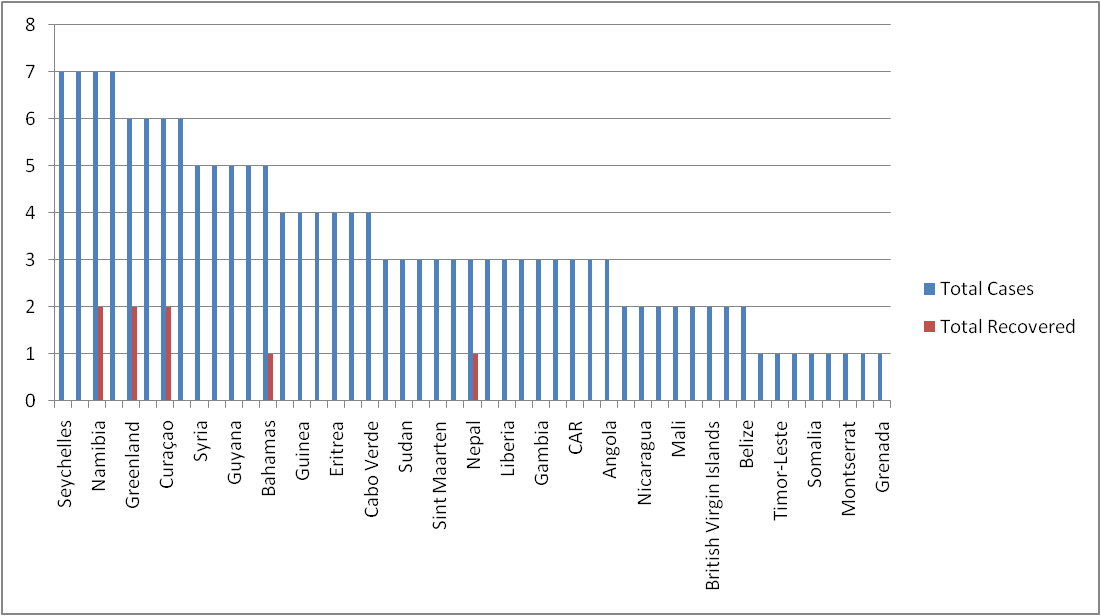 8
7
6
5
4
3
2
1
0
Seychelles
Namibia
Greenland
Curaçao
Syria
Guyana
Bahamas
Guinea
Eritrea
Cabo Verde
Sudan
Sint Maarten
Nepal
Liberia
Gambia
CAR
Angola
Nicaragua
Mali
British Virgin Islands
Belize
Timor-Leste
Somalia
Montserrat
Grenada
Total Cases
Total Recovered